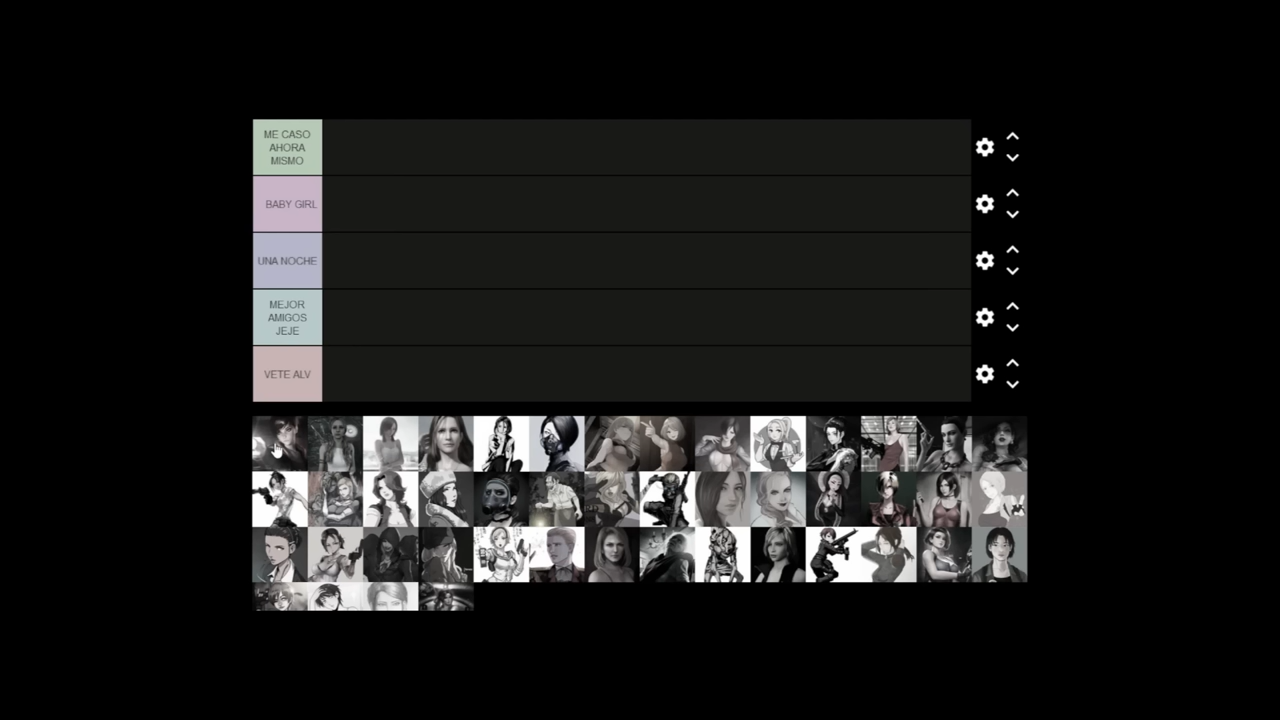 ME CASO
AHORA
MISMO
BABY GIRL
UNA NOCHE
MEJOR
AMIGOS
JEJE
VETE ALV